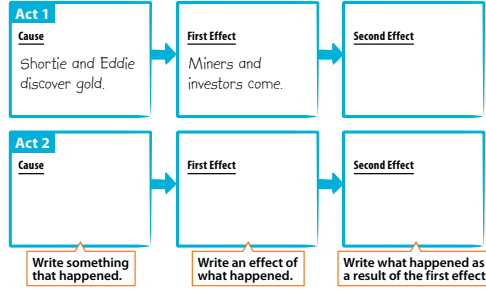 Act 1
Cause
First Effect
Second Effect
Shortie and Eddie
discover gold.
Miners and
investors come.
Act 2
Cause
First Effect
Second Effect
Write something
that happened.
Write an effect of
what happened.
Write what happened as
a result of the first effect